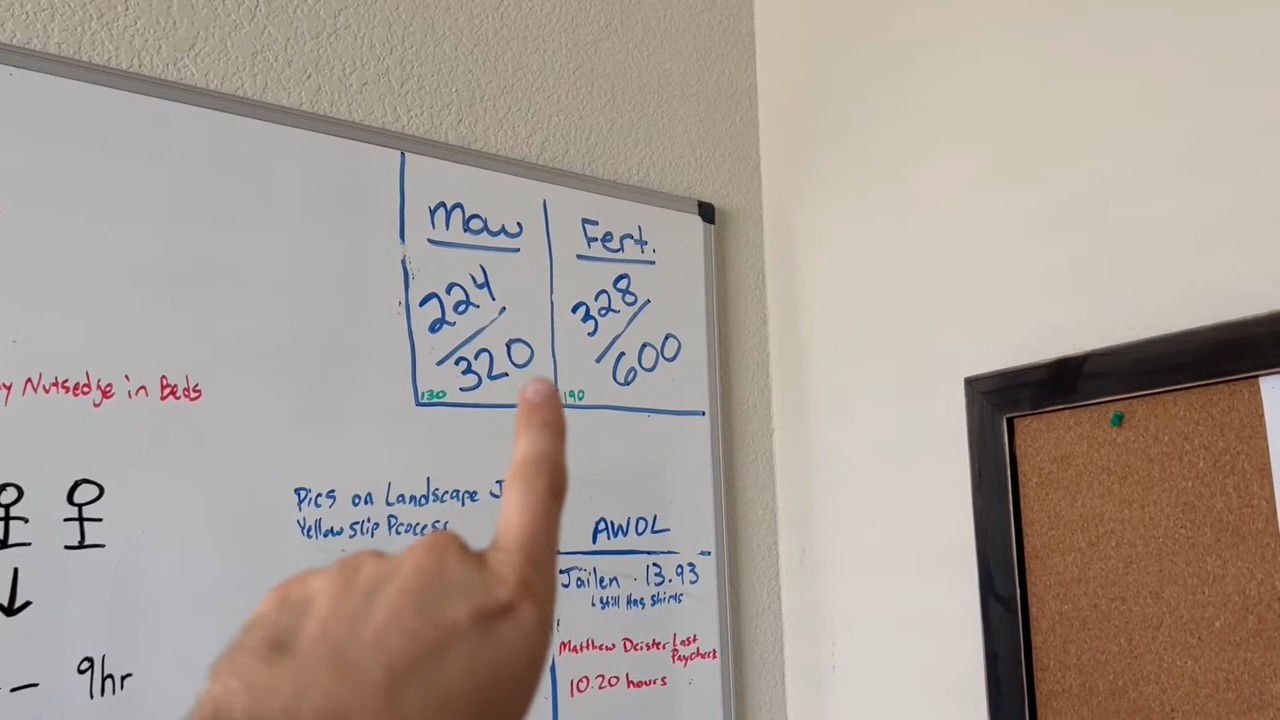 Mow
224/320
130
Fert.
328/600
190
Nutsedge in Beds
9hr
Pics on Landscape
Yellow Slip Process
AWOL
Jailen . 13.93
Still Has Shirts
Matthew Deister Last
Paycheck
10.20 hours